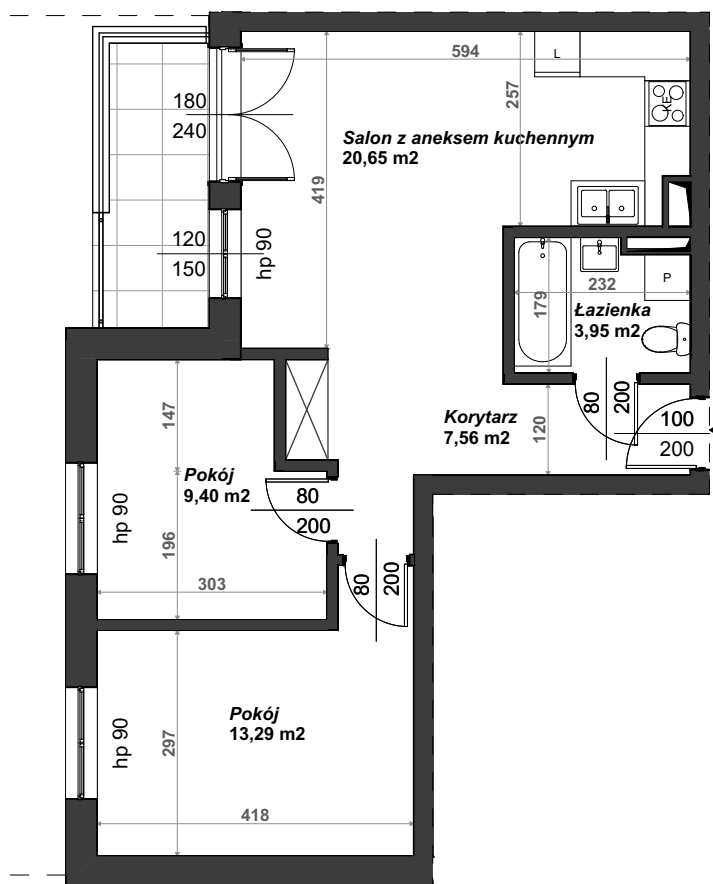 594
L
257
KE
180
240
Salon z aneksem kuchennym
20,65 m2
419
120
150
hp 90
232
P
179
Łazienka
3,95 m2
147
80
200
100
200
Korytarz
7,56 m2
120
Pokój
9,40 m2
hp 90
80
200
196
80
200
303
Pokój
13,29 m2
hp 90
297
418